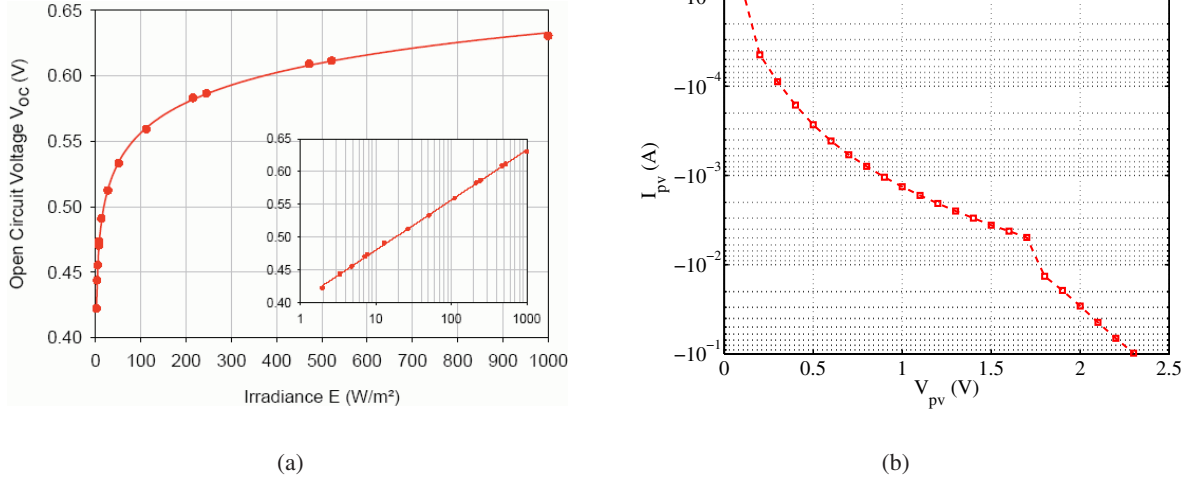 0.65
0.60
0.55
0.50
0.45
0.40
Open Circuit Voltage VOC (V)
0 100 200 300 400 500 600 700 800 900 1000
Irradiance E (W/m²)
0.65
0.60
0.55
0.50
0.45
0.40
1 10 100 1000
(a)
−10⁻⁴
−10⁻³
−10⁻²
−10⁻¹
Ipv (A)
0 0.5 1 1.5 2 2.5
Vpv (V)
(b)